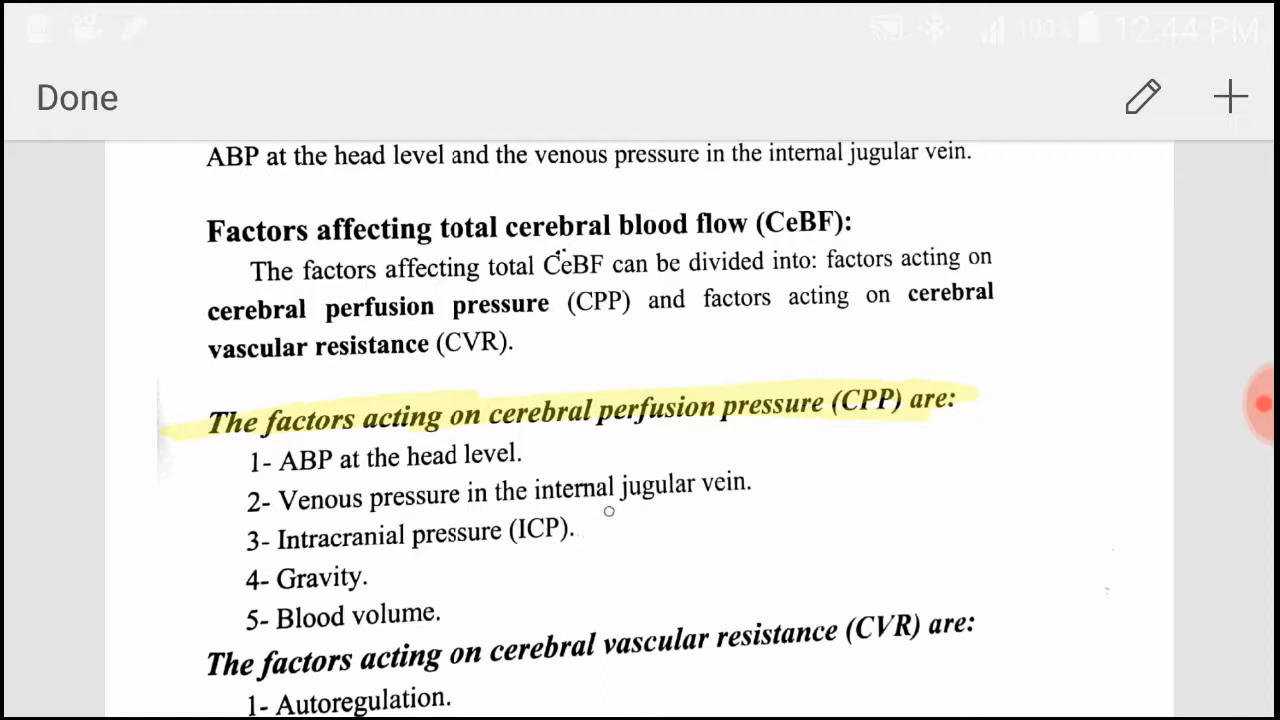 100% 12:44 PM
Done
ABP at the head level and the venous pressure in the internal jugular vein.
Factors affecting total cerebral blood flow (CeBF):
The factors affecting total CeBF can be divided into: factors acting on
cerebral perfusion pressure (CPP) and factors acting on cerebral
vascular resistance (CVR).
The factors acting on cerebral perfusion pressure (CPP) are:
1- ABP at the head level.
2- Venous pressure in the internal jugular vein.
3- Intracranial pressure (ICP).
4- Gravity.
5- Blood volume.
The factors acting on cerebral vascular resistance (CVR) are:
1- Autoregulation.